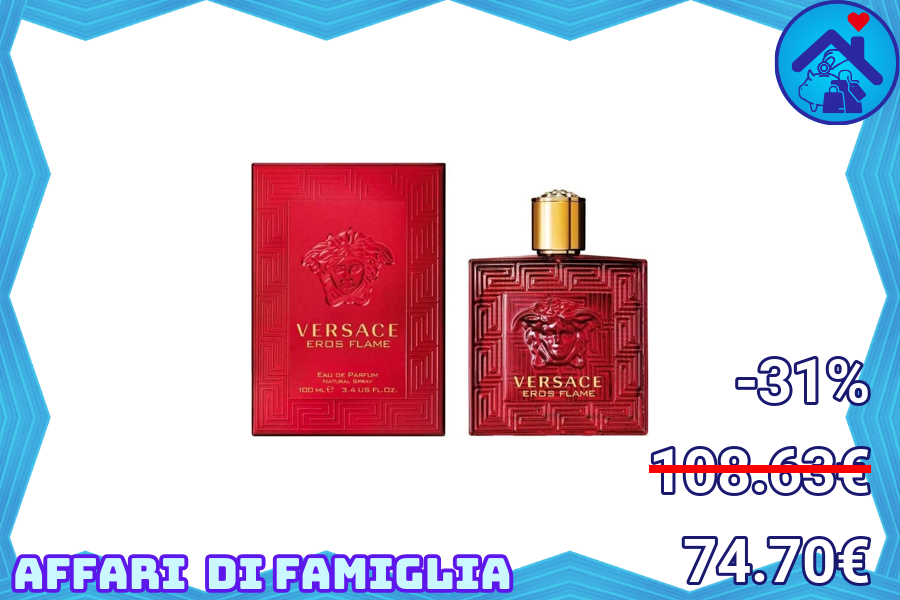 VERSACE
EROS FLAME
EAU DE PARFUM
NATURAL SPRAY
100 ML ℮ 3.4 US FL.OZ.
VERSACE
EROS FLAME
-31%
108.63€
74.70€
AFFARI DI FAMIGLIA